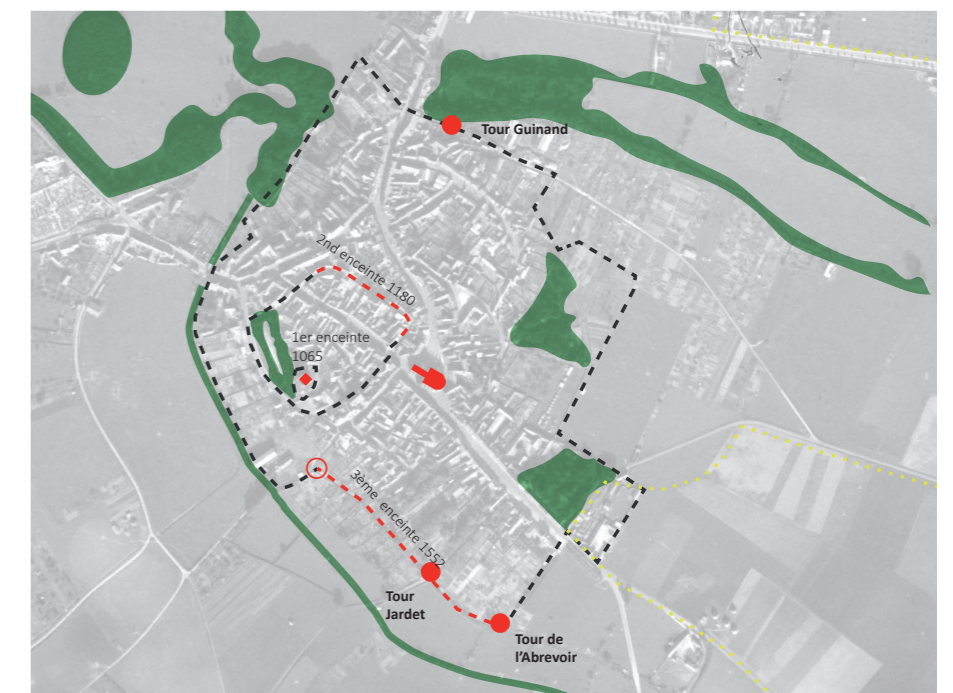 Tour Guinand
2nd enceinte 1180
1er enceinte
1065
3ème enceinte 1552
Tour
Jardet
Tour de
l'Abrevoir